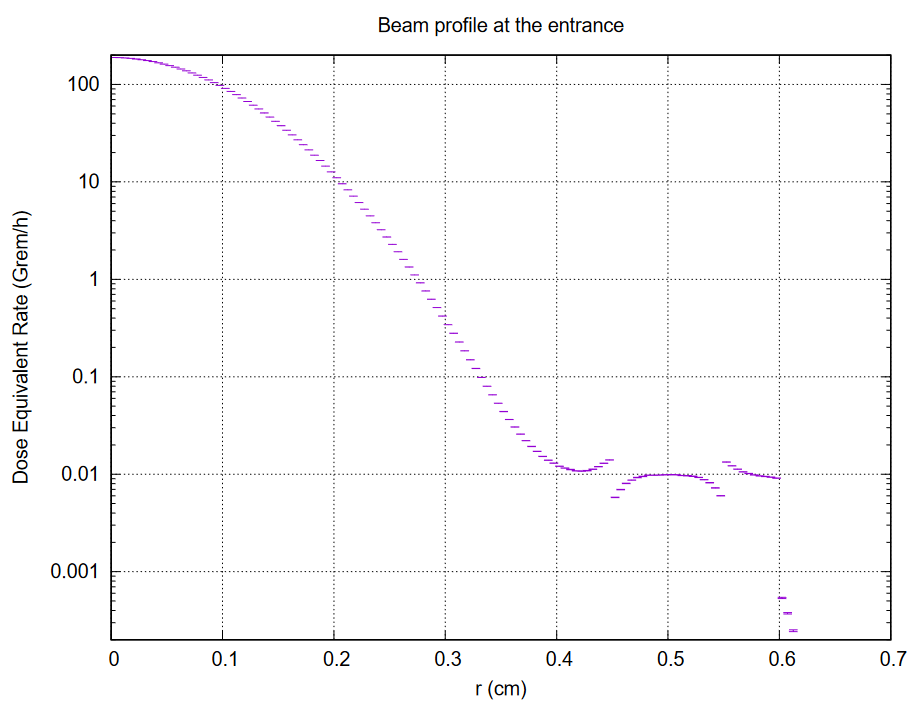 Beam profile at the entrance
Dose Equivalent Rate (Grem/h)
100
10
1
0.1
0.01
0.001
0 0.1 0.2 0.3 0.4 0.5 0.6 0.7
r (cm)